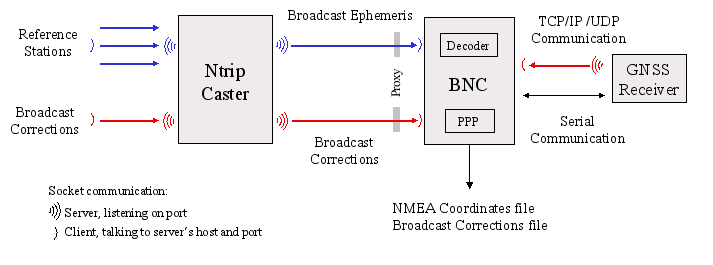 Broadcast Ephemeris
TCP/IP /UDP
Communication
Reference
Stations
Ntrip
Caster
Proxy
Decoder
BNC
PPP
GNSS
Receiver
Broadcast
Corrections
Broadcast
Corrections
Serial
Communication
Socket communication:
Server, listening on port
Client, talking to server's host and port
NMEA Coordinates file
Broadcast Corrections file